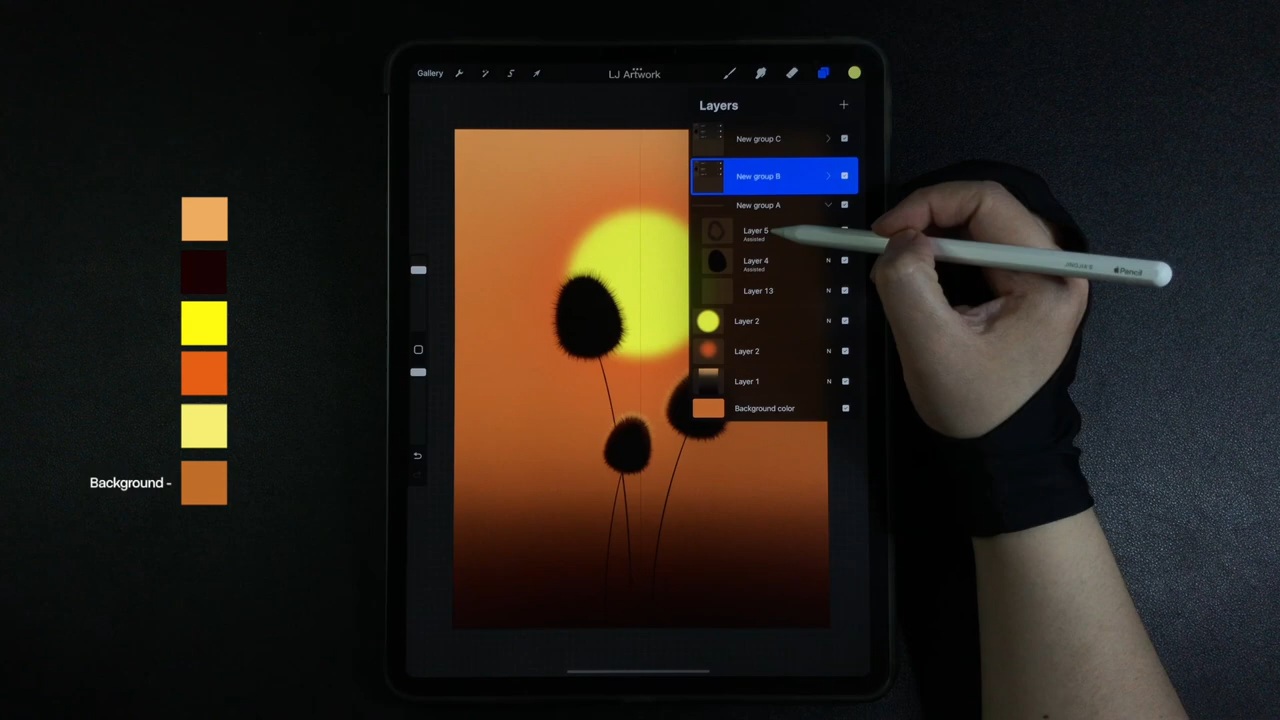 Gallery
LJ Artwork
Layers
New group C
New group B
New group A
Layer 5
Assisted
Layer 4
Assisted
N
Layer 13
N
Layer 2
N
Layer 2
N
Layer 1
N
Background color
Background -
Pencil